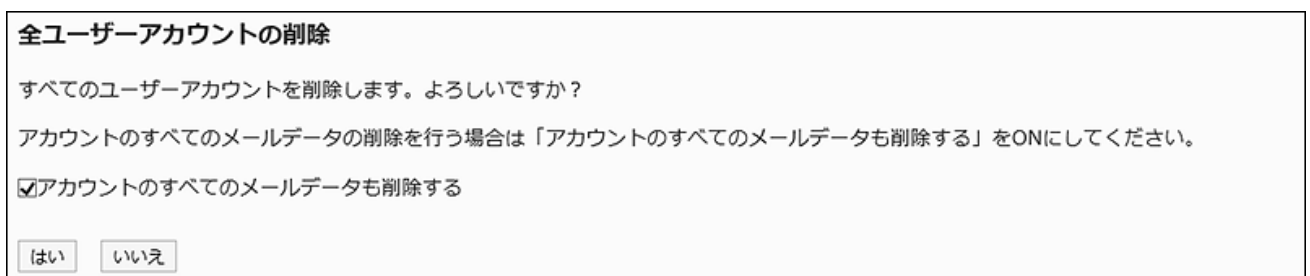 全ユーザーアカウントの削除
すべてのユーザーアカウントを削除します。よろしいですか？
アカウントのすべてのメールデータの削除を行う場合は「アカウントのすべてのメールデータも削除する」をONにしてください。
アカウントのすべてのメールデータも削除する
はい いいえ